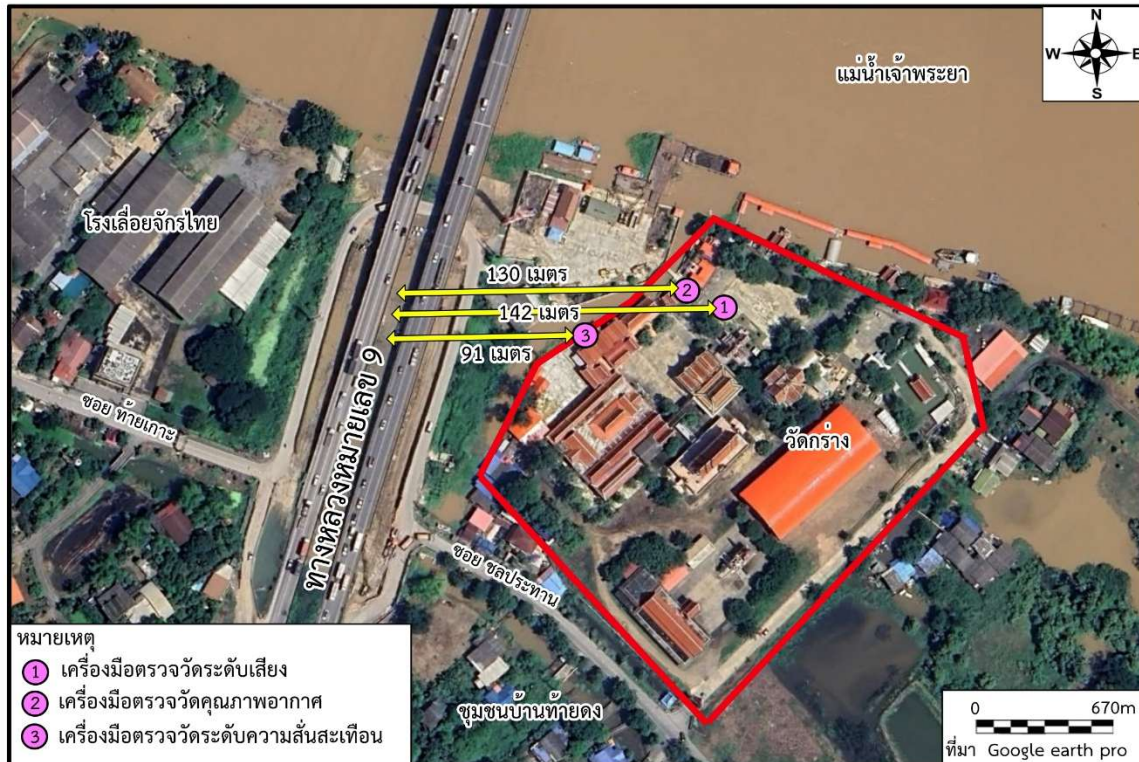 N
W E
S
แม่น้ำเจ้าพระยา
โรงเลื่อยจักรไทย
130 เมตร
2
142 เมตร
1
91 เมตร
3
ทางหลวงหมายเลข 9
ซอย ท้ายเกาะ
วัดกร่าง
ซอย ชลประทาน
ชุมชนบ้านท้ายดง
หมายเหตุ
1 เครื่องมือตรวจวัดระดับเสียง
2 เครื่องมือตรวจวัดคุณภาพอากาศ
3 เครื่องมือตรวจวัดระดับความสั่นสะเทือน
0 670m
ที่มา Google earth pro